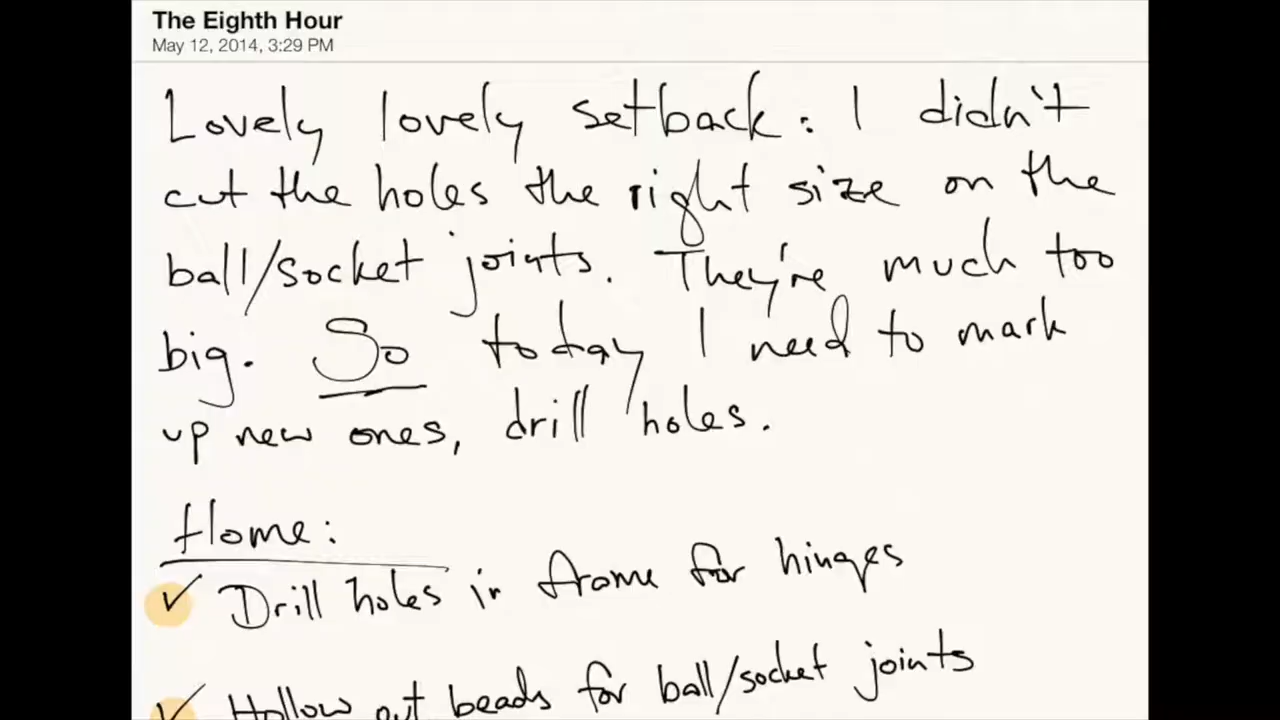 The Eighth Hour
May 12, 2014, 3:29 PM
Lovely lovely setback: I didn't
cut the holes the right size on the
ball/socket joints. They're much too
big. So today I need to mark
up new ones, drill holes.
Home:
✓ Drill holes in frame for hinges
✓ Hollow out beads for ball/socket joints